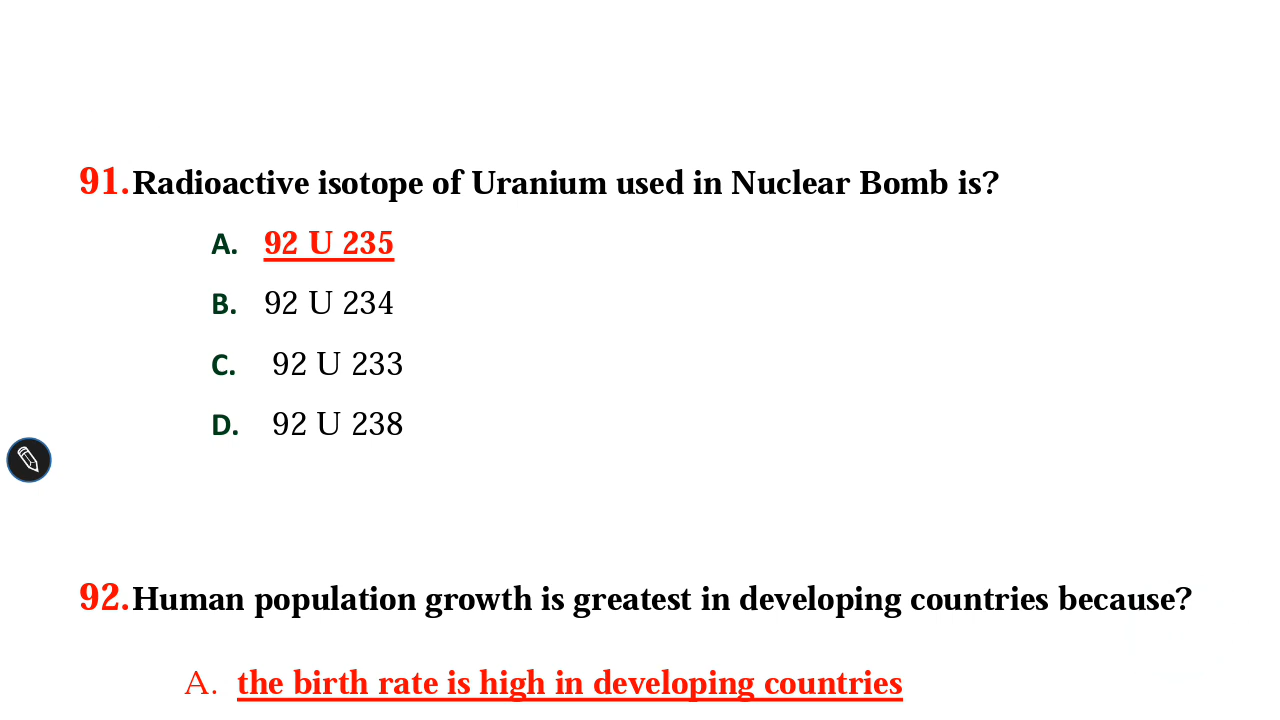 91.Radioactive isotope of Uranium used in Nuclear Bomb is?
A. 92 U 235
B. 92 U 234
C. 92 U 233
D. 92 U 238
92.Human population growth is greatest in developing countries because?
A. the birth rate is high in developing countries